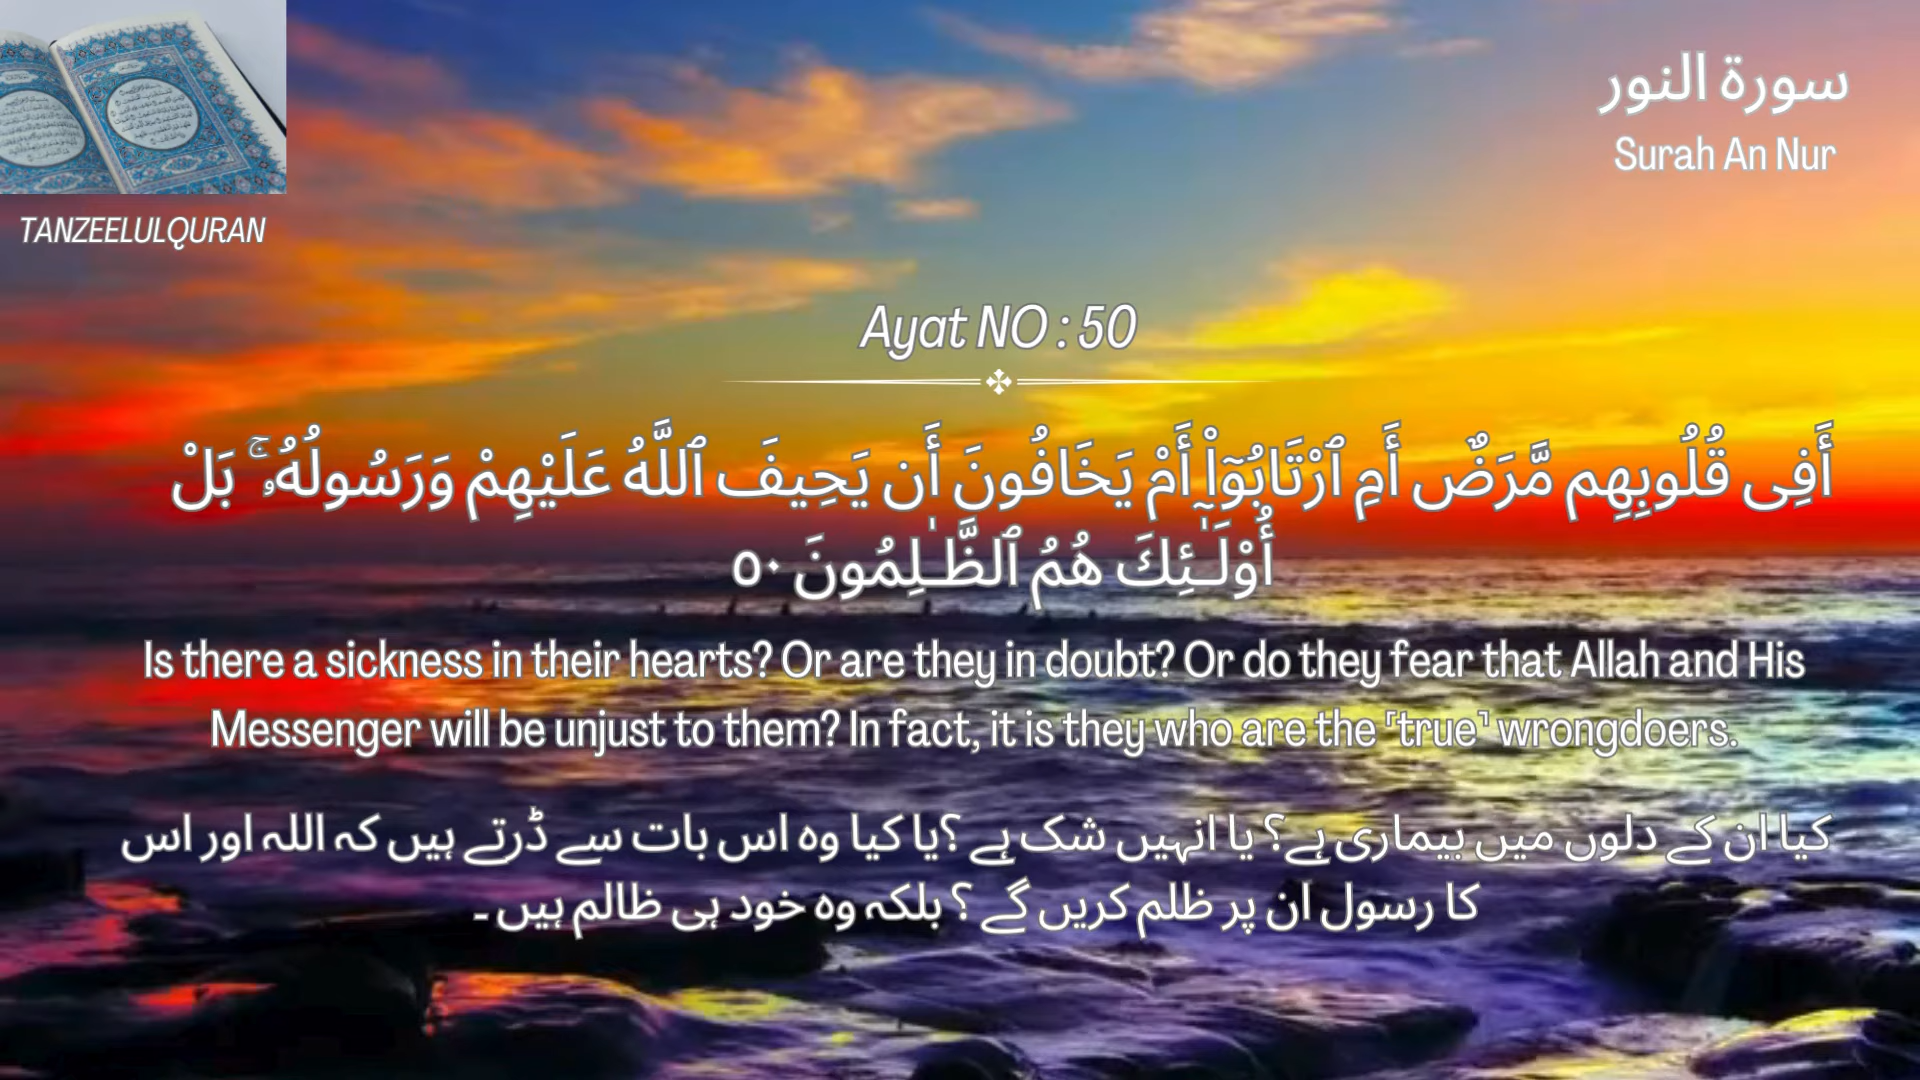 سورة النور
Surah An Nur
TANZEELULQURAN
Ayat NO : 50
أَفِى قُلُوبِهِم مَّرَضٌ أَمِ ٱرْتَابُوٓا۟ أَمْ يَخَافُونَ أَن يَحِيفَ ٱللَّهُ عَلَيْهِمْ وَرَسُولُهُۥ ۚ بَلْ
أُو۟لَـٰٓئِكَ هُمُ ٱلظَّـٰلِمُونَ ٥٠
Is there a sickness in their hearts? Or are they in doubt? Or do they fear that Allah and His
Messenger will be unjust to them? In fact, it is they who are the ˹true˺ wrongdoers.
کیا ان کے دلوں میں بیماری ہے؟ یا انہیں شک ہے ؟یا کیا وہ اس بات سے ڈرتے ہیں کہ اللہ اور اس
کا رسول ان پر ظلم کریں گے ؟ بلکہ وہ خود ہی ظالم ہیں ۔